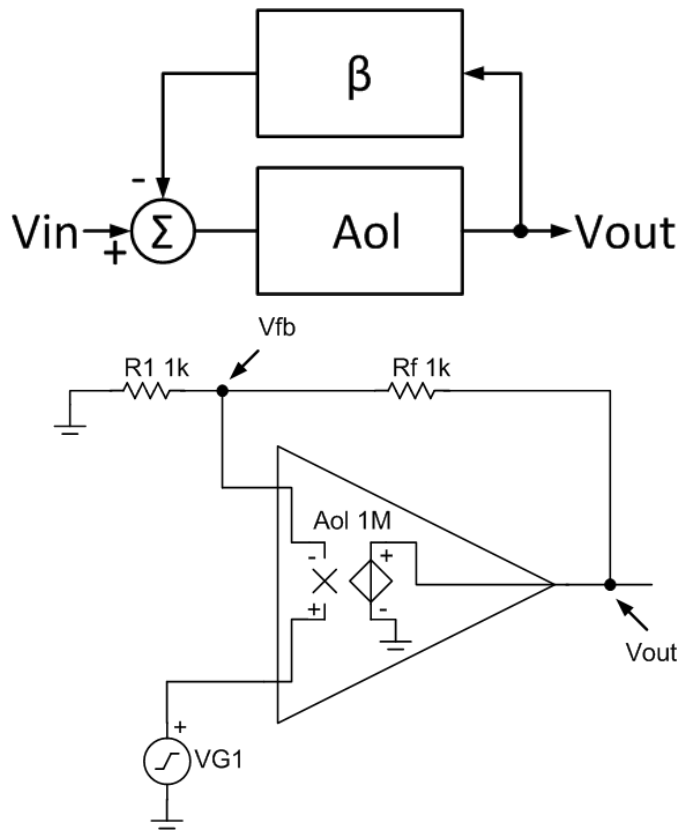 β
-
Vin + Σ Aol Vout
Vfb
R1 1k Rf 1k
Aol 1M
- +
+ -
Vout
+
VG1